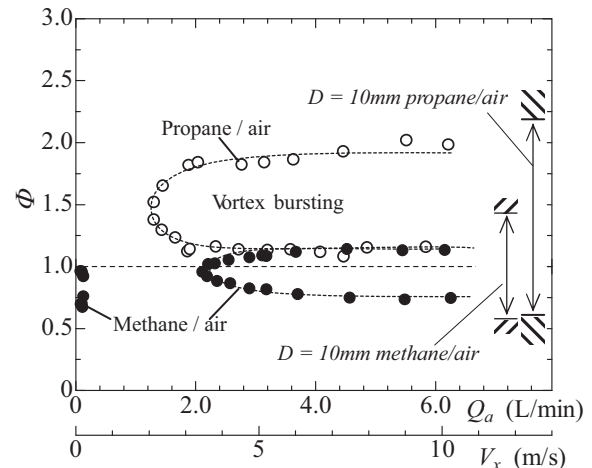 3.0
2.5
2.0
1.5
1.0
0.5
0
Φ
D = 10mm propane/air
Propane / air
Vortex bursting
Methane / air
D = 10mm methane/air
0 2.0 4.0 6.0 Qa (L/min)
0 5 10 Vx (m/s)